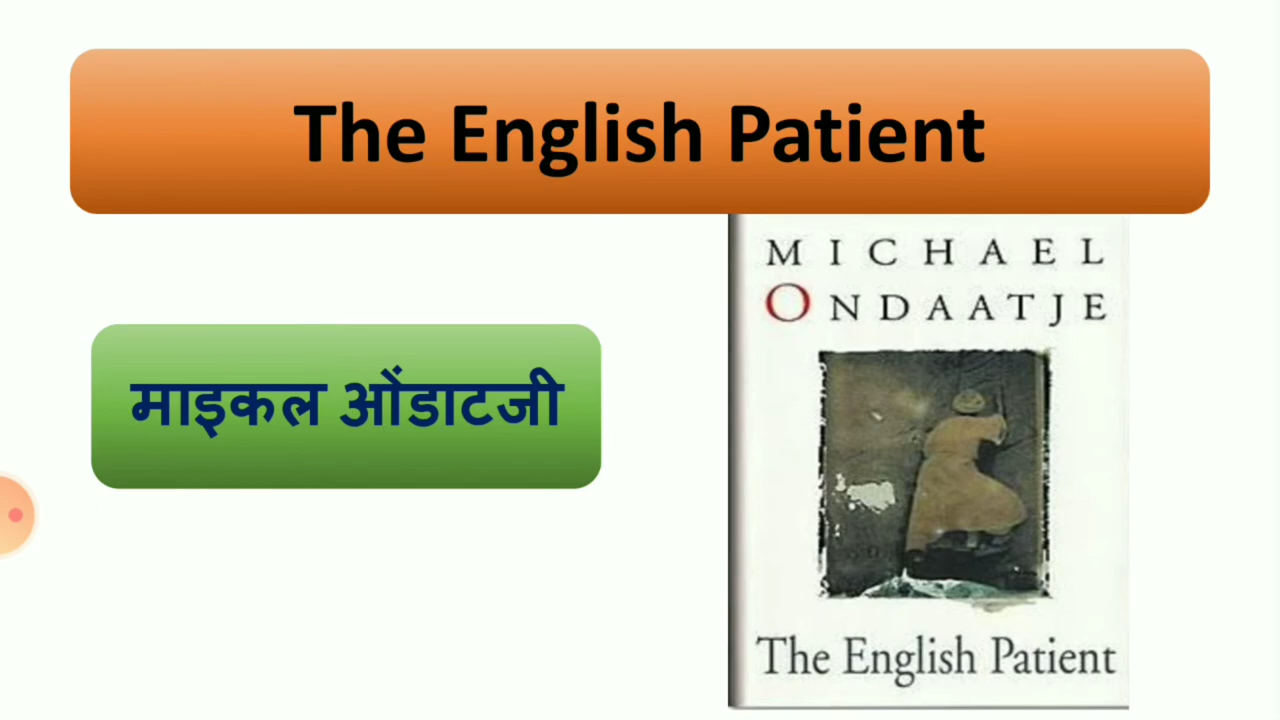 The English Patient
MICHAEL
ONDAATJE
माइकल ओंडाटजी
The English Patient